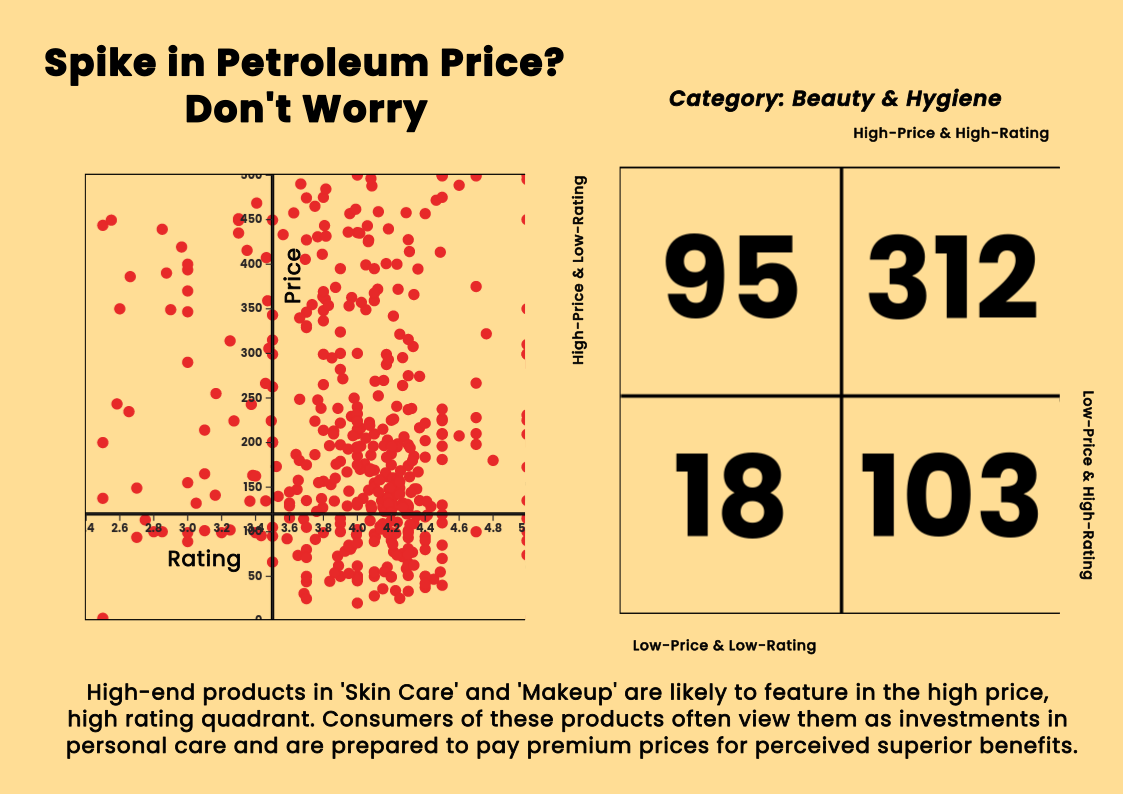 Spike in Petroleum Price?
Don't Worry
Category: Beauty & Hygiene
High-Price & High-Rating
High-Price & Low-Rating
95
312
18
103
Low-Price & High-Rating
Low-Price & Low-Rating
Price
500
450
400
350
300
250
200
150
100
50
0
4 2.6 2.8 3.0 3.2 3.4 3.6 3.8 4.0 4.2 4.4 4.6 4.8 5
Rating
High-end products in 'Skin Care' and 'Makeup' are likely to feature in the high price,
high rating quadrant. Consumers of these products often view them as investments in
personal care and are prepared to pay premium prices for perceived superior benefits.